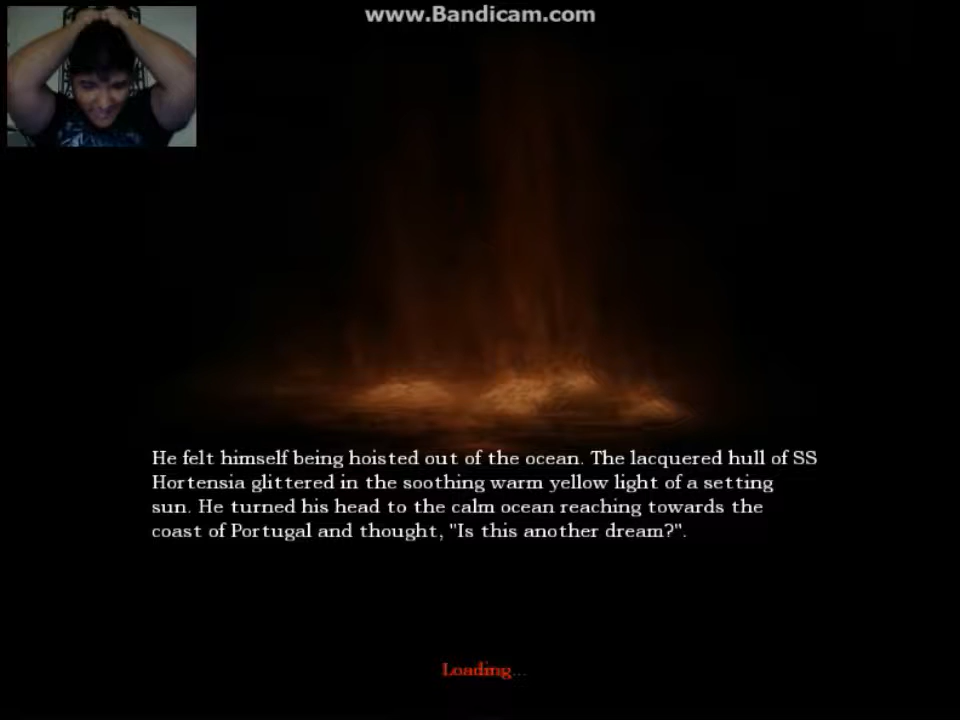 www.Bandicam.com
He felt himself being hoisted out of the ocean. The lacquered hull of SS
Hortensia glittered in the soothing warm yellow light of a setting
sun. He turned his head to the calm ocean reaching towards the
coast of Portugal and thought, "Is this another dream?".
Loading...